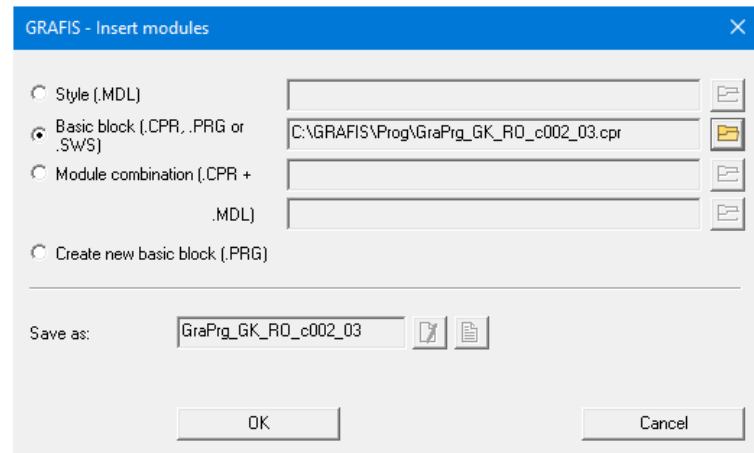 GRAFIS - Insert modules
Style (.MDL)
Basic block (.CPR, .PRG or
.SWS)
C:\GRAFIS\Prog\GraPrg_GK_RO_c002_03.cpr
Module combination (.CPR +
.MDL)
Create new basic block (.PRG)
Save as:
GraPrg_GK_RO_c002_03
OK
Cancel